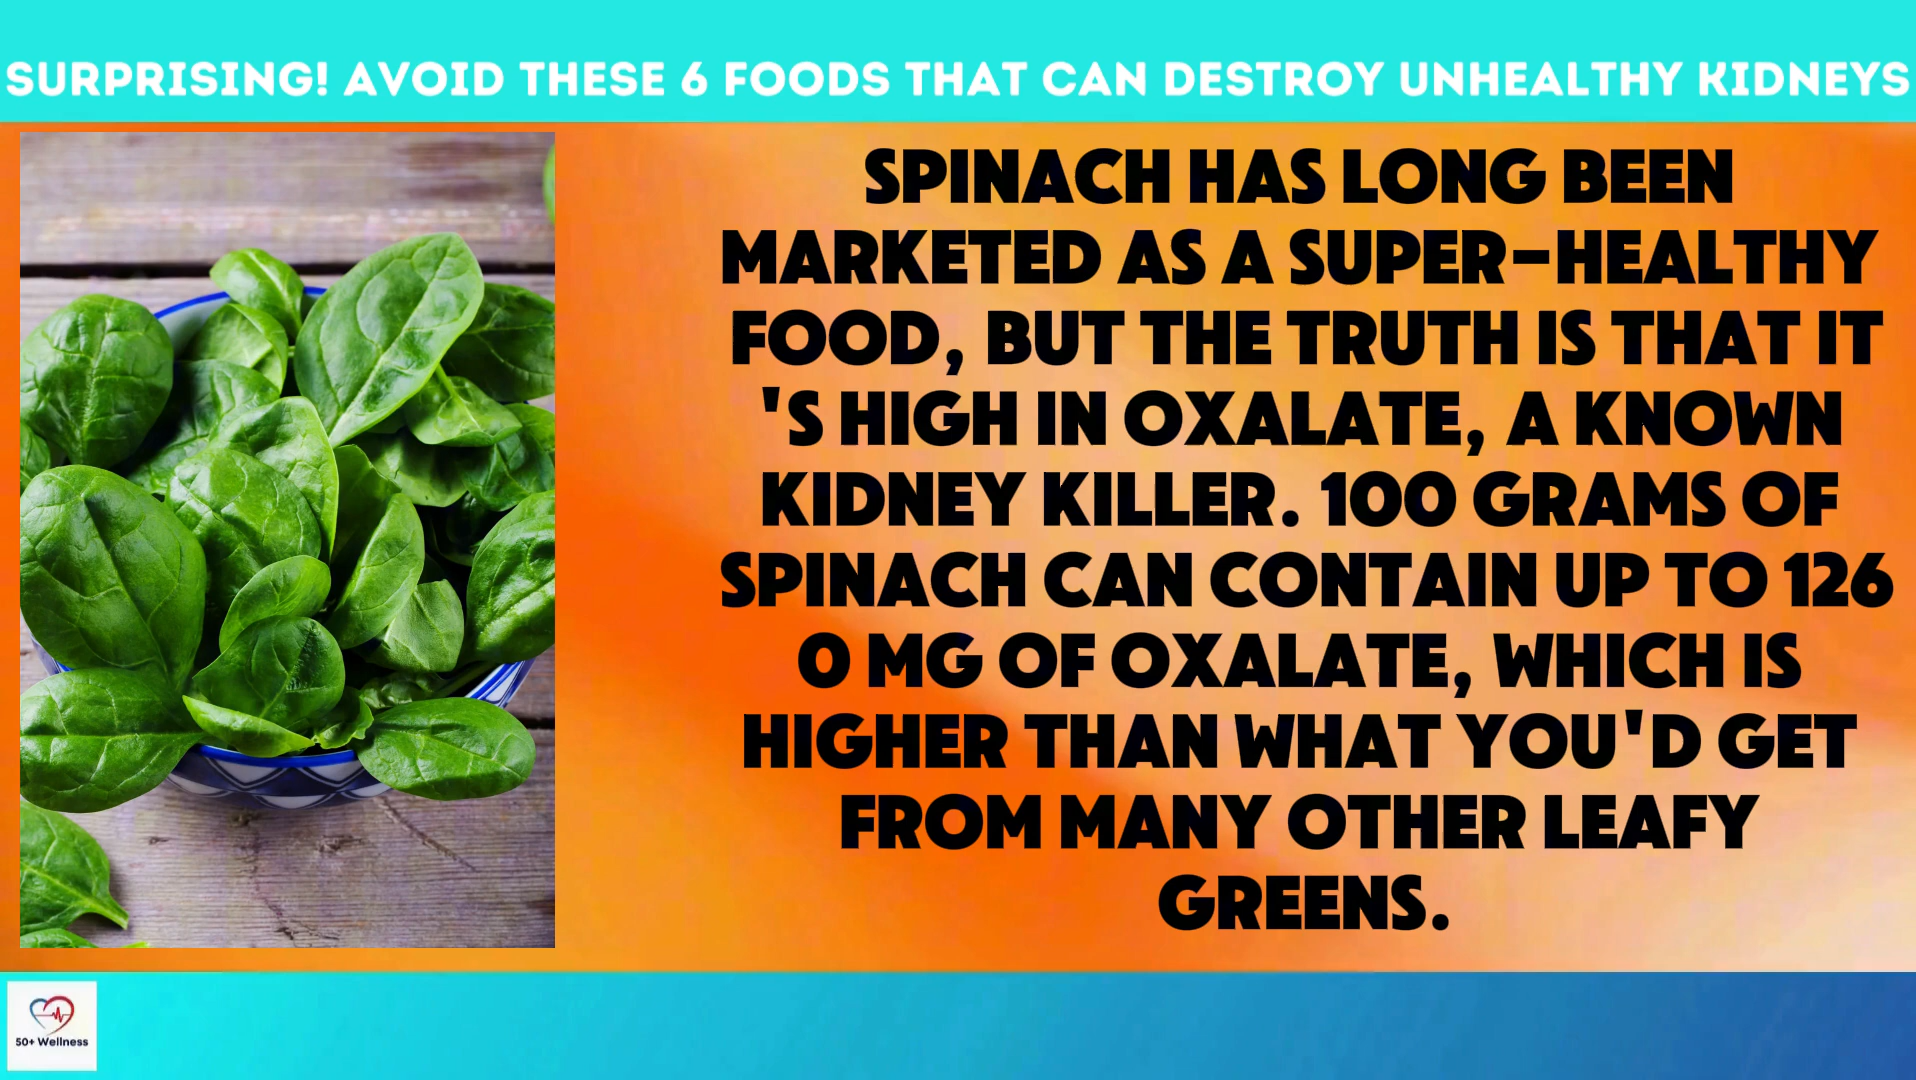 SURPRISING! AVOID THESE 6 FOODS THAT CAN DESTROY UNHEALTHY KIDNEYS
SPINACH HAS LONG BEEN
MARKETED AS A SUPER-HEALTHY
FOOD, BUT THE TRUTH IS THAT IT
'S HIGH IN OXALATE, A KNOWN
KIDNEY KILLER. 100 GRAMS OF
SPINACH CAN CONTAIN UP TO 126
0 MG OF OXALATE, WHICH IS
HIGHER THAN WHAT YOU'D GET
FROM MANY OTHER LEAFY
GREENS.
50+ Wellness